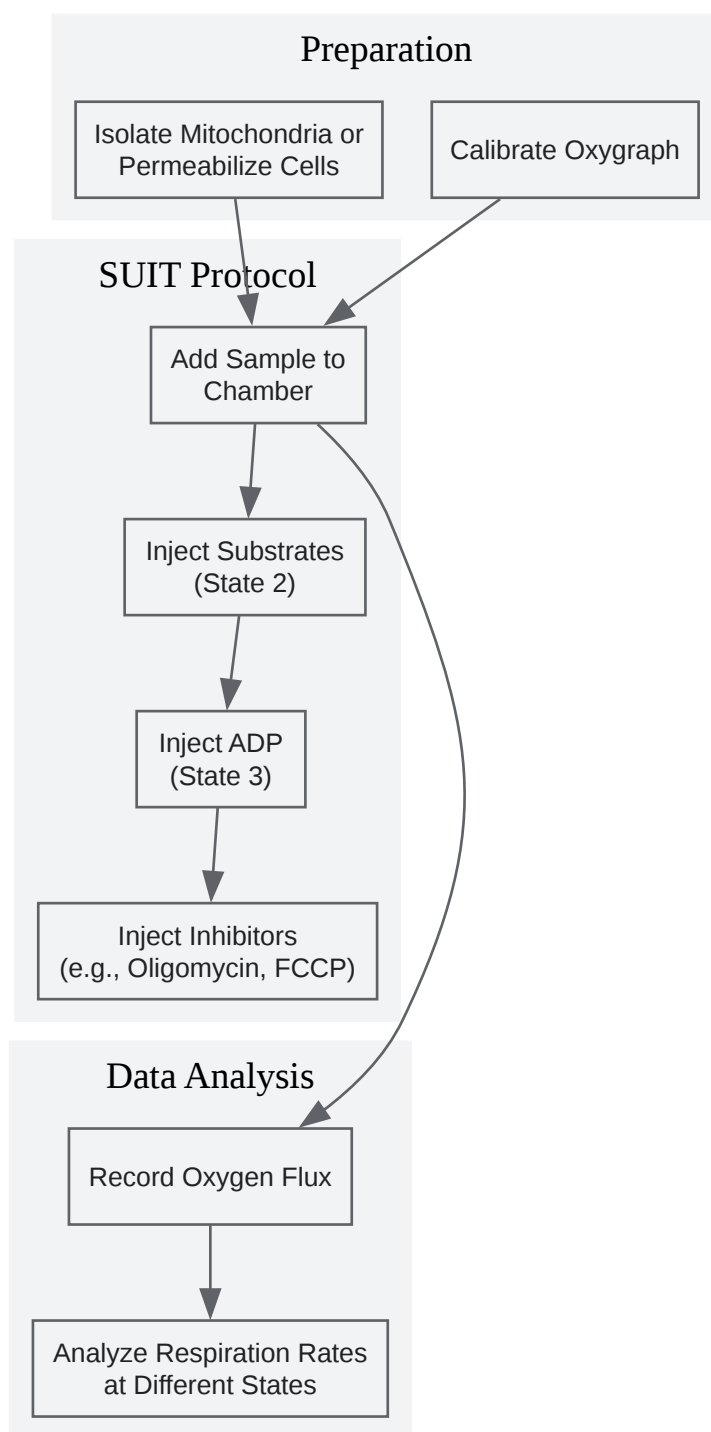 Preparation
Isolate Mitochondria or
Permeabilize Cells
Calibrate Oxygraph
SUIT Protocol
Add Sample to
Chamber
Inject Substrates
(State 2)
Inject ADP
(State 3)
Inject Inhibitors
(e.g., Oligomycin, FCCP)
Data Analysis
Record Oxygen Flux
Analyze Respiration Rates
at Different States